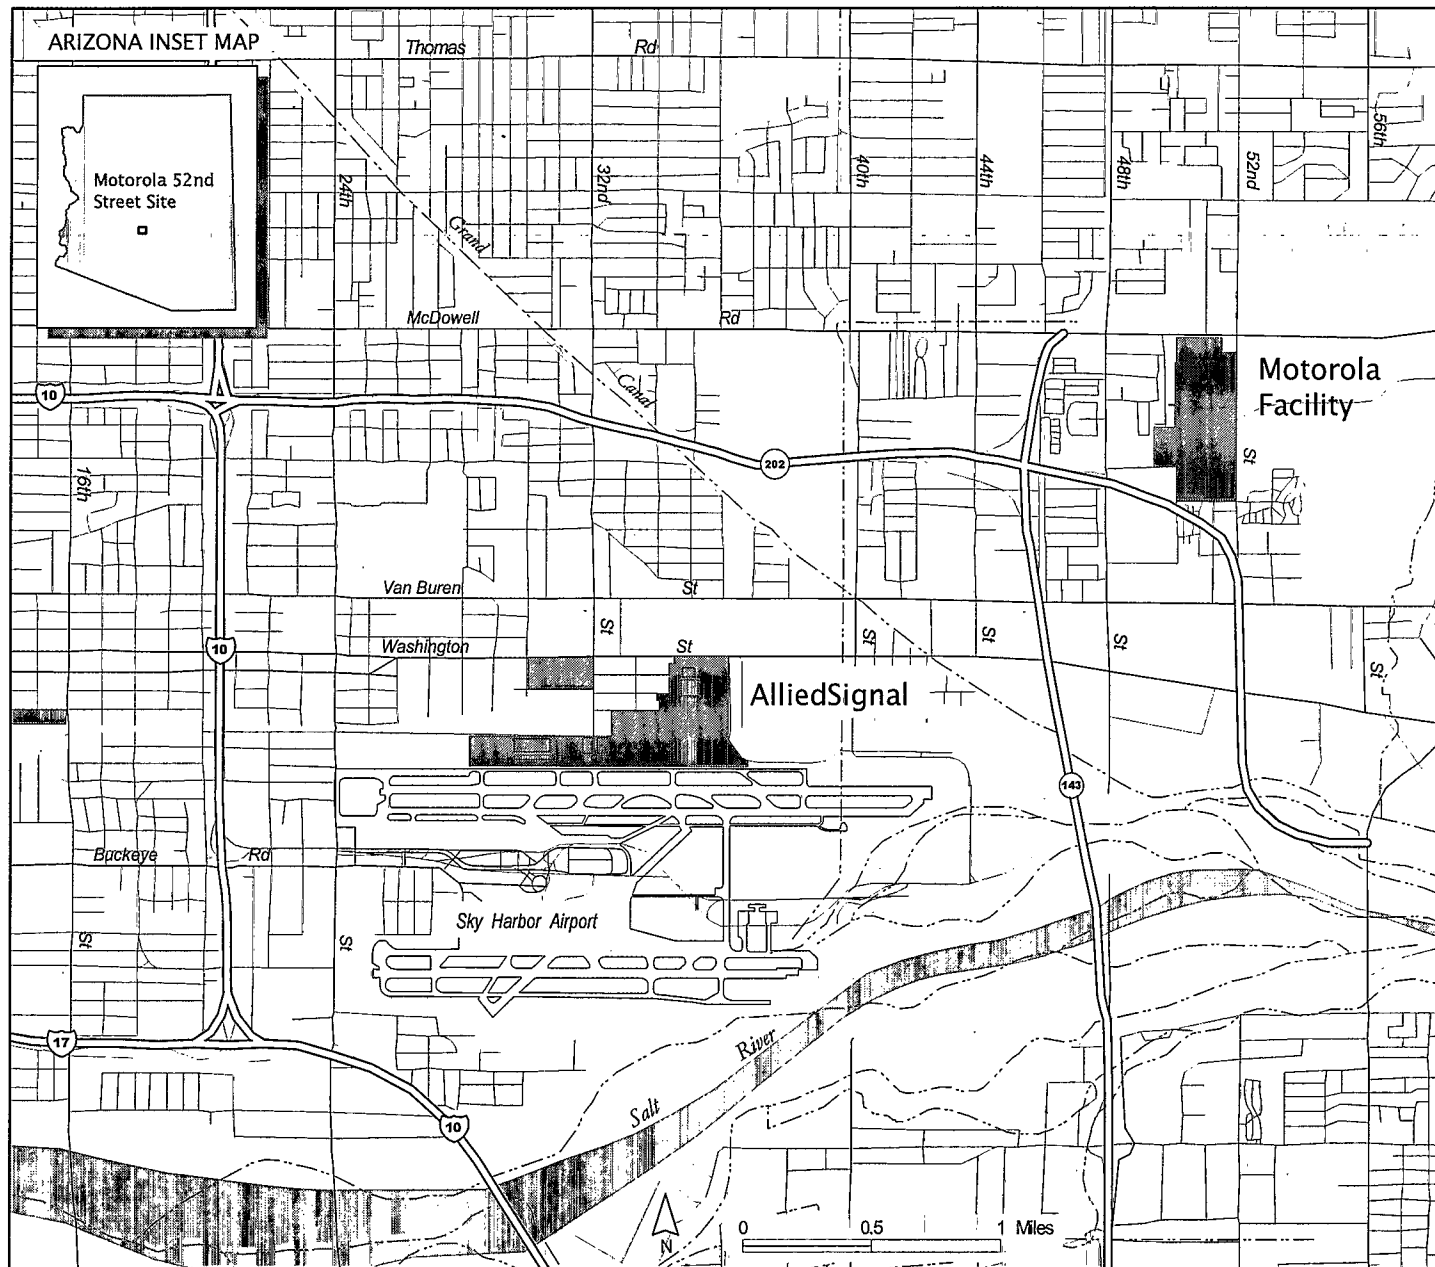 ARIZONA INSET MAP
Thomas Rd
Motorola 52nd
Street Site
24th
32nd
40th
44th
48th
52nd
56th
Grand
McDowell Rd
Motorola
Facility
10
Canal
202
16th
St
Van Buren St
St
St
St
St
10
Washington St
St
AlliedSignal
143
Buckeye Rd
Sky Harbor Airport
St
St
17
River
Salt
10
0 0.5 1 Miles
N